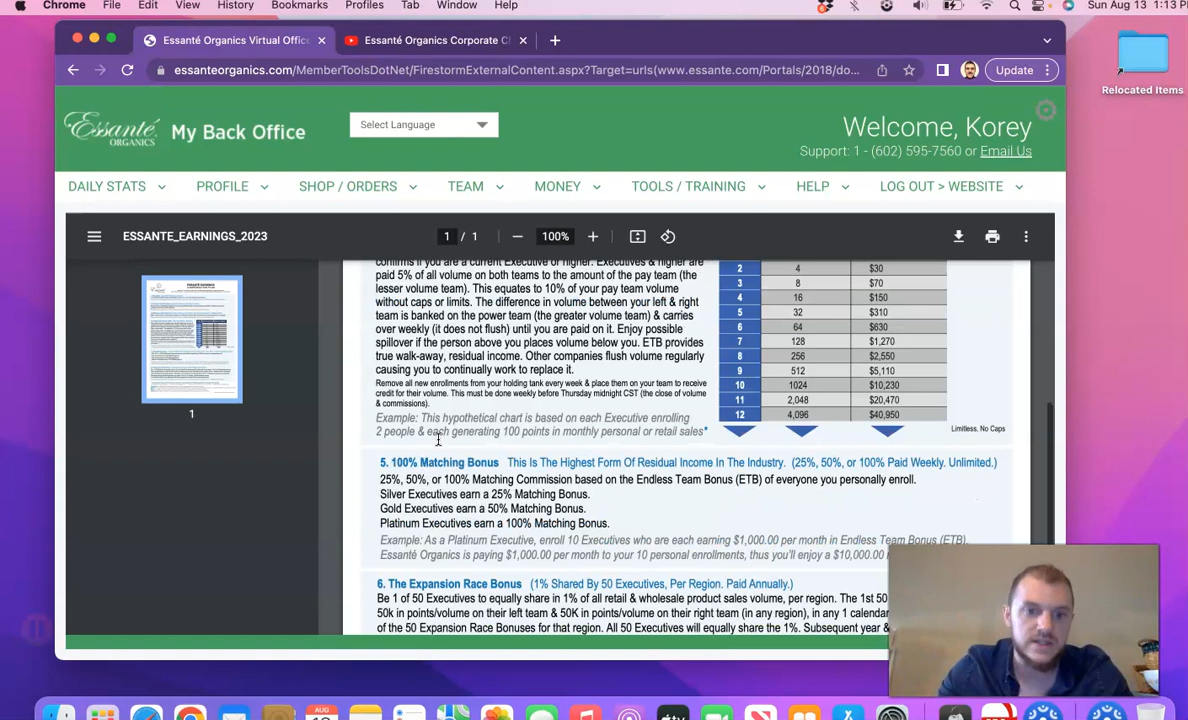 Chrome File Edit View History Bookmarks Profiles Tab Window Help Sun Aug 13 1:13 P
Essanté Organics Virtual Office
Essanté Organics Corporate C
essanteorganics.com/MemberToolsDotNet/FirestormExternalContent.aspx?Target=urls(www.essante.com/Portals/2018/do...
Update
Relocated Items
Essanté
ORGANICS
My Back Office
Select Language
Welcome, Korey
Support: 1 - (602) 595-7560 or Email Us
DAILY STATS PROFILE SHOP / ORDERS TEAM MONEY TOOLS / TRAINING HELP LOG OUT > WEBSITE
ESSANTE_EARNINGS_2023
1 / 1
100%
1
confirms if you are a current Executive or higher. Executives & higher are
paid 5% of all volume on both teams to the amount of the pay team (the
lesser volume team). This equates to 10% of your pay team volume
without caps or limits. The difference in volume between your left & right
team is banked on the power team (the greater volume team) & carries
over weekly (it does not flush) until you are paid on it. Enjoy possible
spillover if the person above you places volume below you. ETB provides
true walk-away, residual income. Other companies flush volume regularly
causing you to continually work to replace it.
Remove all new enrollments from your holding tank every week & place them on your team to receive
credit for their volume. This must be done weekly before Thursday midnight CST (the close of volume
& commissions).
Example: This hypothetical chart is based on each Executive enrolling
2 people & each generating 100 points in monthly personal or retail sales*
2 4 $30
3 8 $70
4 16 $150
5 32 $310
6 64 $630
7 128 $1,270
8 256 $2,550
9 512 $5,110
10 1024 $10,230
11 2,048 $20,470
12 4,096 $40,950
Limitless, No Caps
5. 100% Matching Bonus This Is The Highest Form Of Residual Income In The Industry. (25%, 50%, or 100% Paid Weekly. Unlimited.)
25%, 50%, or 100% Matching Commission based on the Endless Team Bonus (ETB) of everyone you personally enroll.
Silver Executives earn a 25% Matching Bonus.
Gold Executives earn a 50% Matching Bonus.
Platinum Executives earn a 100% Matching Bonus.
Example: As a Platinum Executive, enroll 10 Executives who are each earning $1,000.00 per month in Endless Team Bonus (ETB).
Essanté Organics is paying $1,000.00 per month to your 10 personal enrollments, thus you'll enjoy a $10,000.00
6. The Expansion Race Bonus (1% Shared By 50 Executives, Per Region. Paid Annually.)
Be 1 of 50 Executives to equally share in 1% of all retail & wholesale product sales volume, per region. The 1st 50
50k in points/volume on their left team & 50K in points/volume on their right team (in any region), in any 1 calendar
of the 50 Expansion Race Bonuses for that region. All 50 Executives will equally share the 1%. Subsequent year &